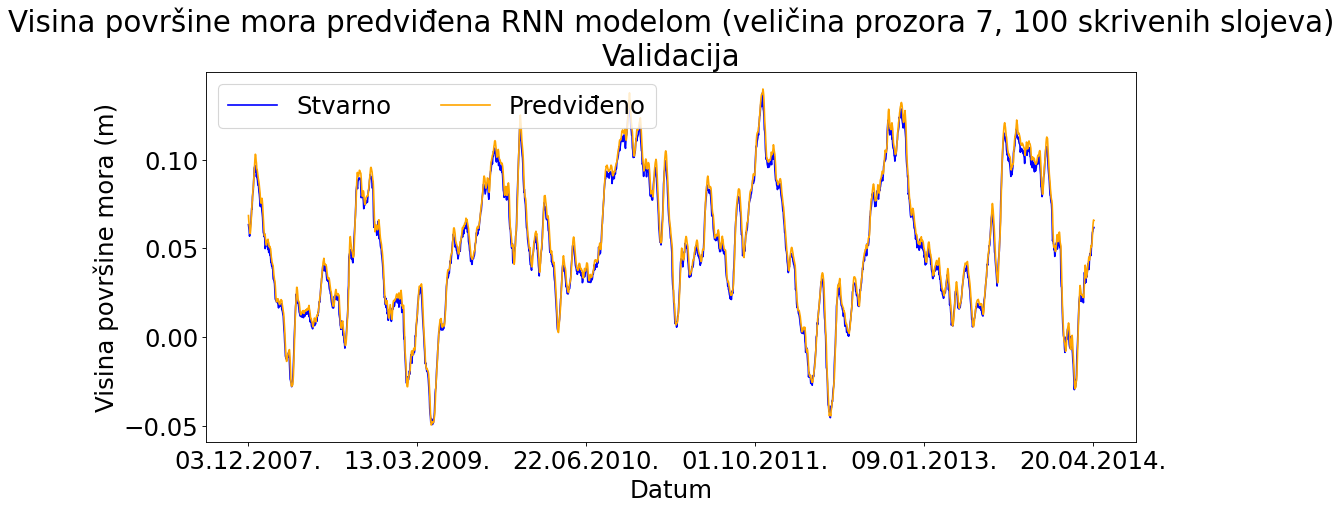 Visina površine mora predviđena RNN modelom (veličina prozora 7, 100 skrivenih slojeva)
Validacija
Stvarno
Predviđeno
Visina površine mora (m)
0.10
0.05
0.00
−0.05
03.12.2007.
13.03.2009.
22.06.2010.
01.10.2011.
09.01.2013.
20.04.2014.
Datum